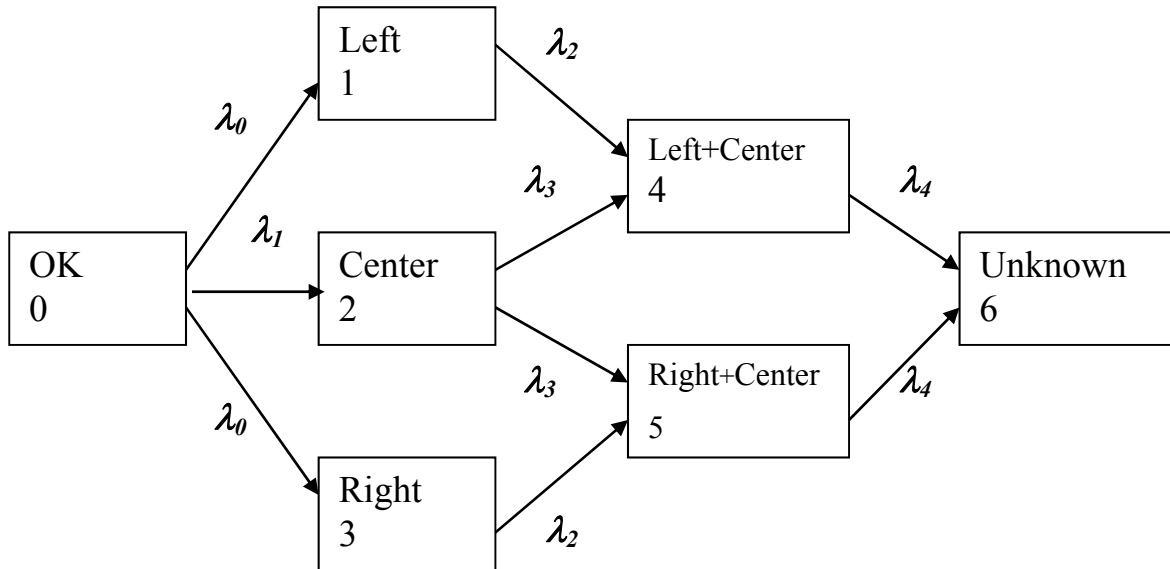 Left
1
λ2
λ0
Left+Center
4
λ3
λ4
λ1
OK
0
Center
2
Unknown
6
λ3
Right+Center
5
λ4
λ0
Right
3
λ2